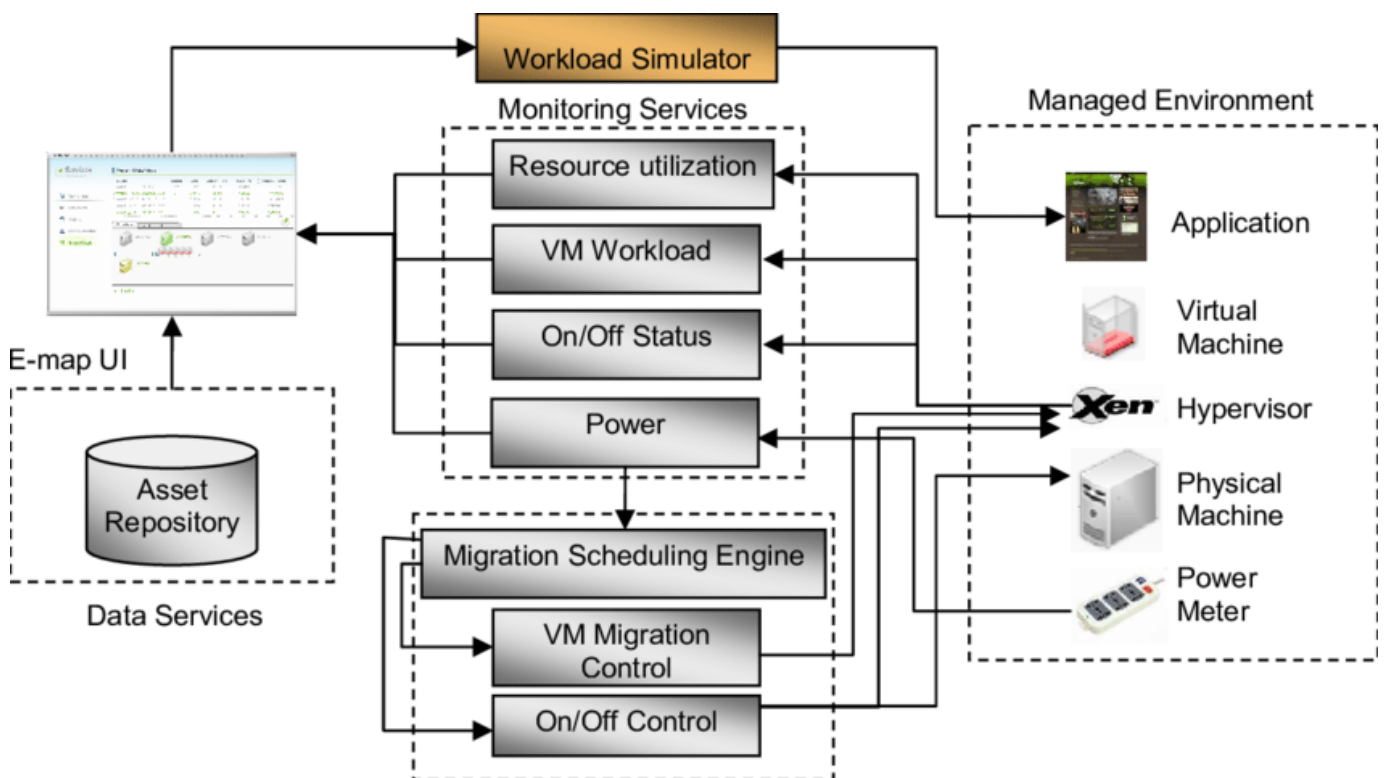 Workload Simulator
Monitoring Services
Managed Environment
Resource utilization
Application
VM Workload
Virtual
Machine
On/Off Status
E-map UI
Xen
Hypervisor
Power
Asset
Repository
Physical
Machine
Migration Scheduling Engine
Power
Meter
Data Services
VM Migration
Control
On/Off Control